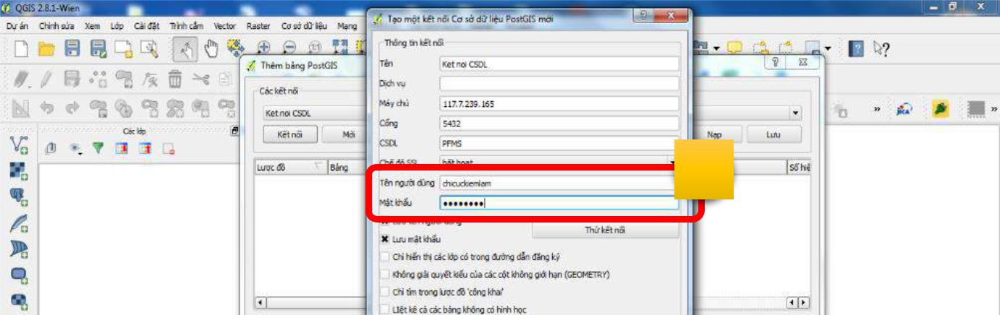 QGIS 2.8.1-Wien
Dự án Chỉnh sửa Xem Lớp Cài đặt Trình cắm Vector Raster Cơ sở dữ liệu Mạng
Tạo một kết nối Cơ sở dữ liệu PostGIS mới
Thông tin kết nối
Tên Ket noi CSDL
Dịch vụ
Máy chủ 117.7.239.165
Cổng 5432
CSDL PFMS
Chế độ SSL bất hoạt
Tên người dùng chicuckiemlam
Mật khẩu ●●●●●●●●
Lưu tên người dùng
Thử kết nối
Lưu mật khẩu
Chỉ hiển thị các lớp có trong đường dẫn đăng ký
Không giải quyết kiểu của các cột không giới hạn (GEOMETRY)
Chỉ tìm trong lược đồ 'công khai'
Liệt kê cả các bảng không có hình học
Thêm bảng PostGIS
Các kết nối
Ket noi CSDL
Kết nối Mới Nạp Lưu
Lược đồ Bảng Số hiệ
Các lớp